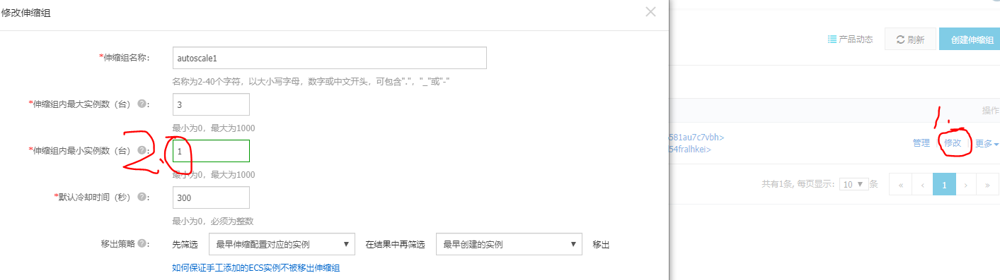 修改伸缩组
*伸缩组名称:
autoscale1
名称为2-40个字符，以大小写字母，数字或中文开头，可包含".", "_"或"-"
*伸缩组内最大实例数（台）?:
3
最小为0，最大为1000
*伸缩组内最小实例数（台）?:
1
2.
最小为0，最大为1000
*默认冷却时间（秒）?:
300
最小为0，必须为整数
移出策略?:
先筛选 最早伸缩配置对应的实例 在结果中再筛选 最早创建的实例 移出
如何保证手工添加的ECS实例不被移出伸缩组
产品动态 刷新 创建伸缩组
操作
1.
581au7c7vbh>
54fralhkei>
管理 修改 更多
共有1条, 每页显示: 10 条 « ‹ 1 › »